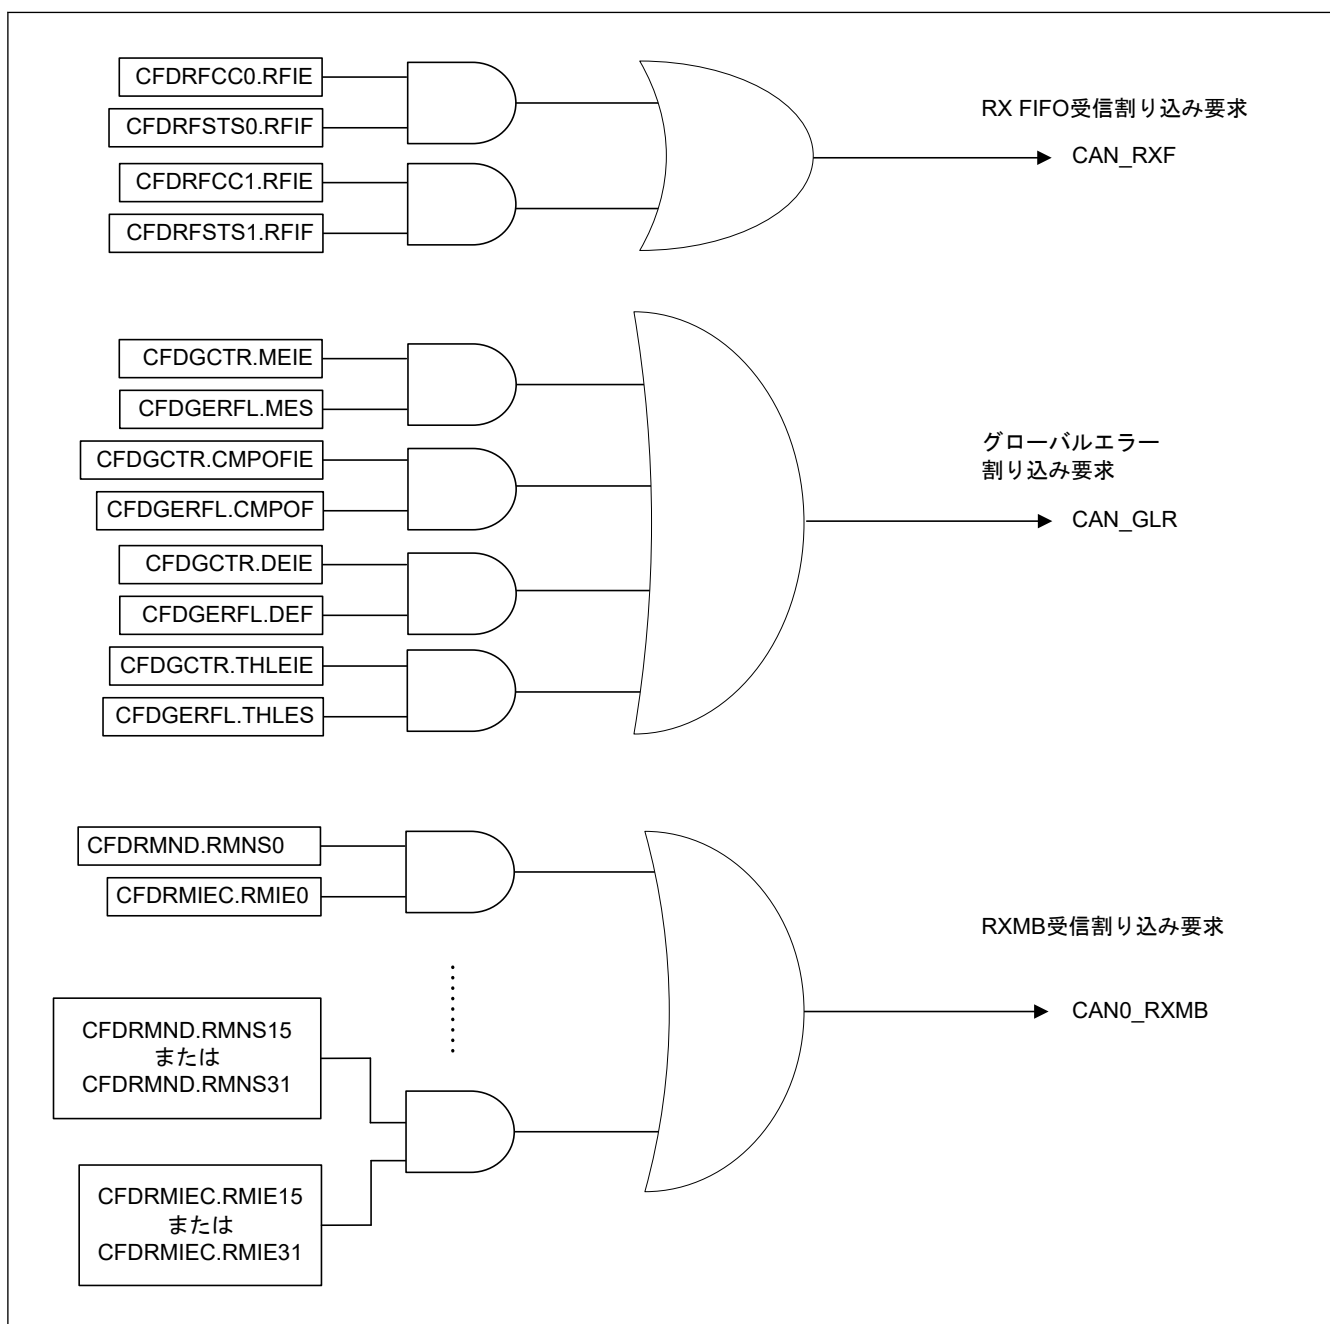 CFDRFCC0.RFIE
CFDRFSTS0.RFIF
CFDRFCC1.RFIE
CFDRFSTS1.RFIF
RX FIFO受信割り込み要求
CAN_RXF
CFDGCTR.MEIE
CFDGERFL.MES
CFDGCTR.CMPOFIE
CFDGERFL.CMPOF
CFDGCTR.DEIE
CFDGERFL.DEF
CFDGCTR.THLEIE
CFDGERFL.THLES
グローバルエラー
割り込み要求
CAN_GLR
CFDRMND.RMNS0
CFDRMIEC.RMIE0
CFDRMND.RMNS15
または
CFDRMND.RMNS31
CFDRMIEC.RMIE15
または
CFDRMIEC.RMIE31
RXMB受信割り込み要求
CAN0_RXMB